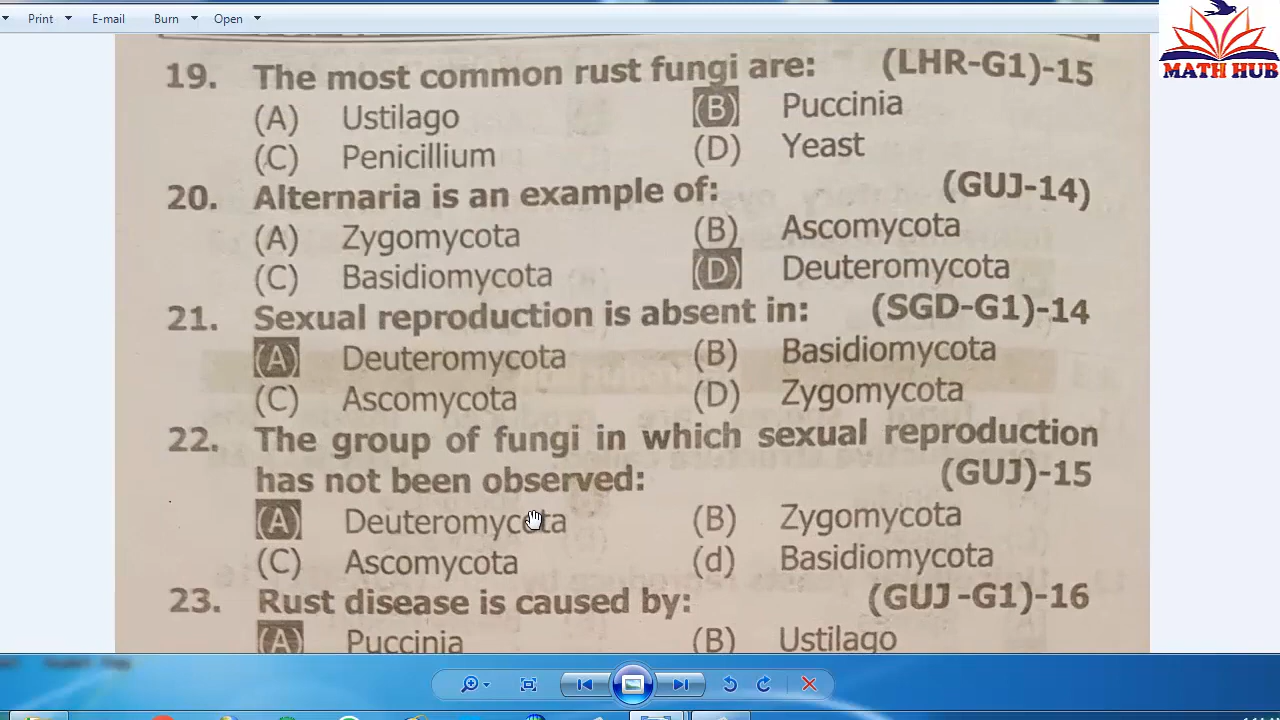 Print E-mail Burn Open
MATH HUB
19. The most common rust fungi are: (LHR-G1)-15
(A) Ustilago (B) Puccinia
(C) Penicillium (D) Yeast
20. Alternaria is an example of: (GUJ-14)
(A) Zygomycota (B) Ascomycota
(C) Basidiomycota (D) Deuteromycota
21. Sexual reproduction is absent in: (SGD-G1)-14
(A) Deuteromycota (B) Basidiomycota
(C) Ascomycota (D) Zygomycota
22. The group of fungi in which sexual reproduction
has not been observed: (GUJ)-15
(A) Deuteromycota (B) Zygomycota
(C) Ascomycota (d) Basidiomycota
23. Rust disease is caused by: (GUJ-G1)-16
(A) Puccinia (B) Ustilago